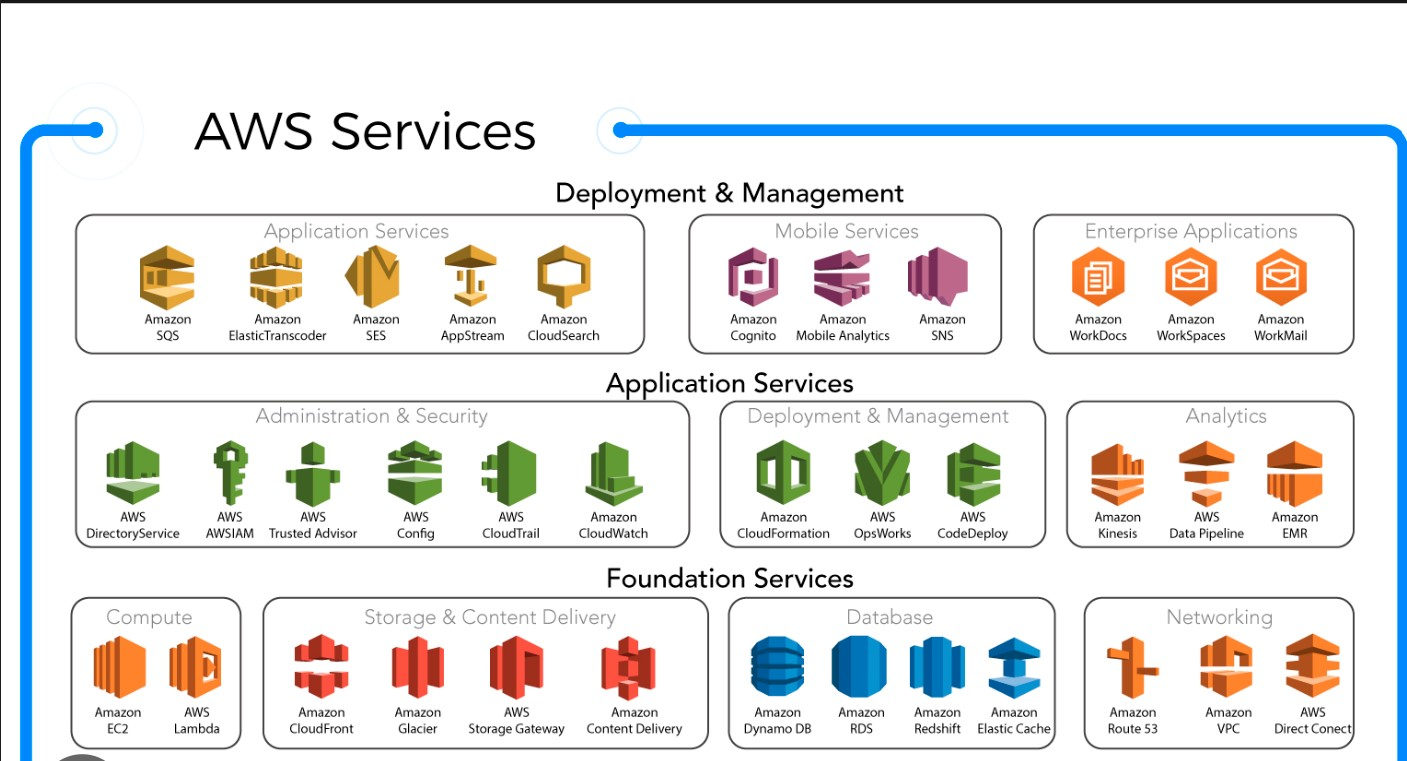 AWS Services
Deployment & Management
Application Services
Amazon SQS
Amazon ElasticTranscoder
Amazon SES
Amazon AppStream
Amazon CloudSearch
Mobile Services
Amazon Cognito
Amazon Mobile Analytics
Amazon SNS
Enterprise Applications
Amazon WorkDocs
Amazon WorkSpaces
Amazon WorkMail
Application Services
Administration & Security
AWS DirectoryService
AWS AWSIAM
AWS Trusted Advisor
AWS Config
AWS CloudTrail
Amazon CloudWatch
Deployment & Management
Amazon CloudFormation
AWS OpsWorks
AWS CodeDeploy
Analytics
Amazon Kinesis
AWS Data Pipeline
Amazon EMR
Foundation Services
Compute
Amazon EC2
AWS Lambda
Storage & Content Delivery
Amazon CloudFront
Amazon Glacier
AWS Storage Gateway
Amazon Content Delivery
Database
Amazon Dynamo DB
Amazon RDS
Amazon Redshift
Amazon Elastic Cache
Networking
Amazon Route 53
Amazon VPC
AWS Direct Conect